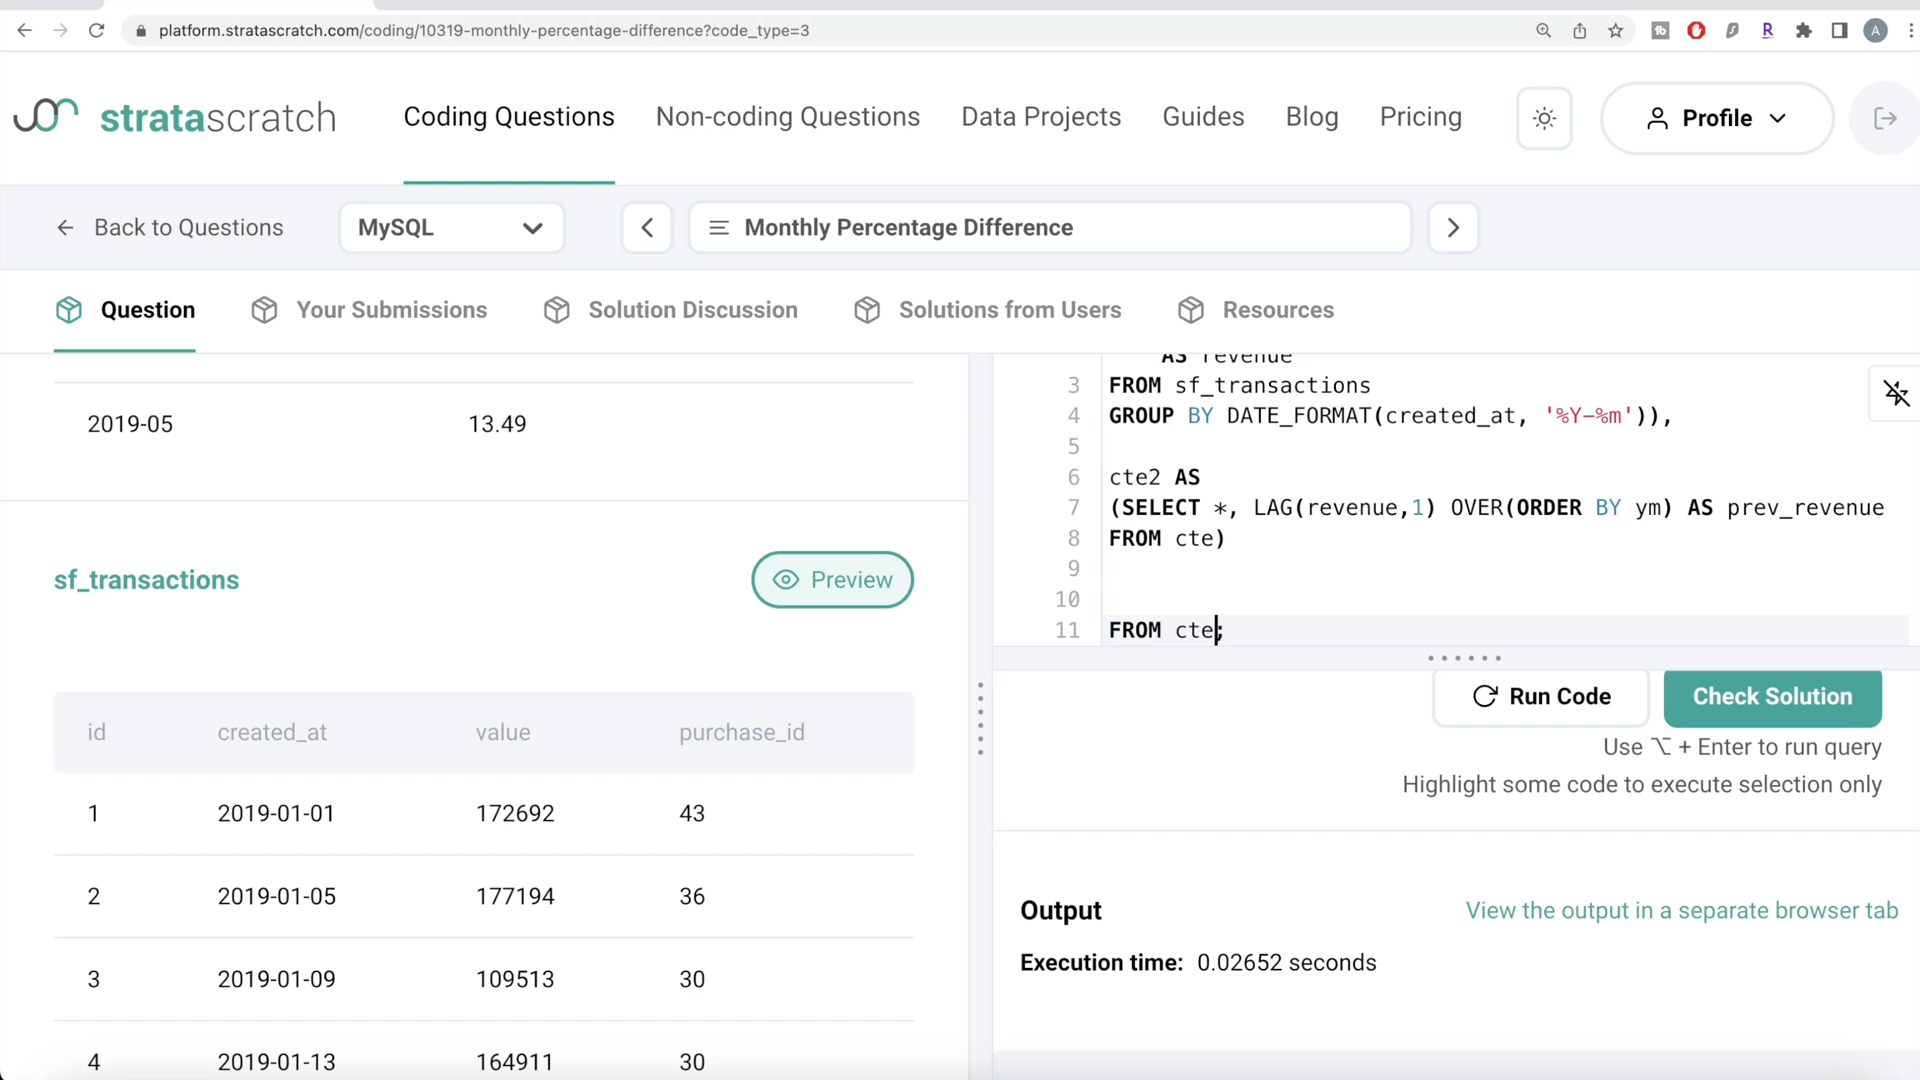 platform.stratascratch.com/coding/10319-monthly-percentage-difference?code_type=3
tb
R
A
stratascratch
Coding Questions
Non-coding Questions
Data Projects
Guides
Blog
Pricing
Profile
Back to Questions
MySQL
Monthly Percentage Difference
Question
Your Submissions
Solution Discussion
Solutions from Users
Resources
2019-05 13.49
sf_transactions
Preview
id created_at value purchase_id
1 2019-01-01 172692 43
2 2019-01-05 177194 36
3 2019-01-09 109513 30
4 2019-01-13 164911 30
AS revenue
3 FROM sf_transactions
4 GROUP BY DATE_FORMAT(created_at, '%Y-%m')),
5
6 cte2 AS
7 (SELECT *, LAG(revenue,1) OVER(ORDER BY ym) AS prev_revenue
8 FROM cte)
9
10
11 FROM cte;
Run Code
Check Solution
Use ⌥ + Enter to run query
Highlight some code to execute selection only
Output
View the output in a separate browser tab
Execution time: 0.02652 seconds